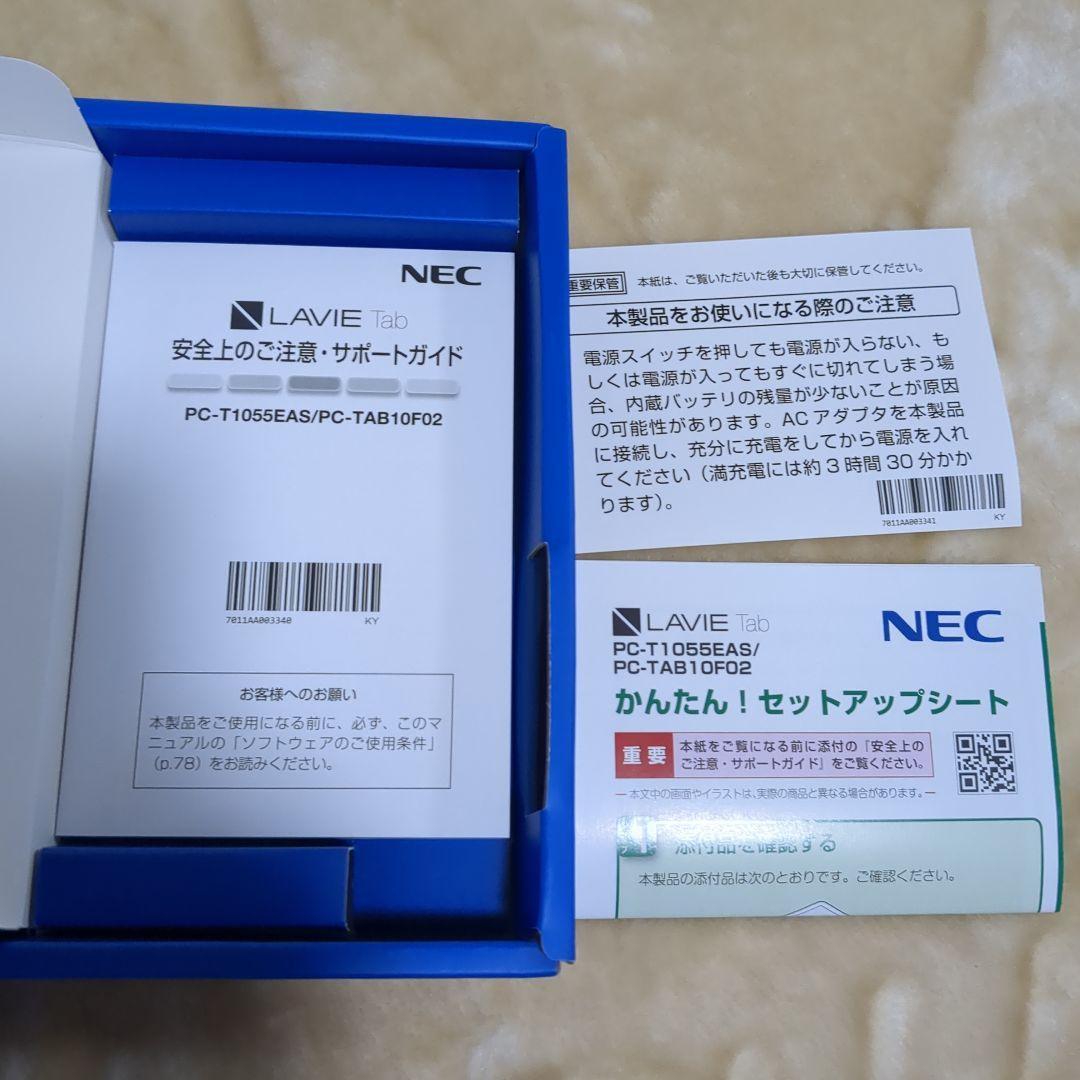 NEC
LAVIE Tab
安全上のご注意・サポートガイド
PC-T1055EAS/PC-TAB10F02
7011AA003340 KY
お客様へのお願い
本製品をご使用になる前に、必ず、このマ
ニュアルの「ソフトウェアのご使用条件」
(p.78) をお読みください。
重要保管 本紙は、ご覧いただいた後も大切に保管してください。
本製品をお使いになる際のご注意
電源スイッチを押しても電源が入らない、も
しくは電源が入ってもすぐに切れてしまう場
合、内蔵バッテリの残量が少ないことが原因
の可能性があります。ACアダプタを本製品
に接続し、充分に充電をしてから電源を入れ
てください（満充電には約3時間30分かか
ります）。
7011AA003341 KY
LAVIE Tab
NEC
PC-T1055EAS/
PC-TAB10F02
かんたん！セットアップシート
重要
本紙をご覧になる前に添付の『安全上の
ご注意・サポートガイド』をご覧ください。
本文中の画面やイラストは、実際の商品と異なる場合があります。
1 添付品を確認する
本製品の添付品は次のとおりです。ご確認ください。